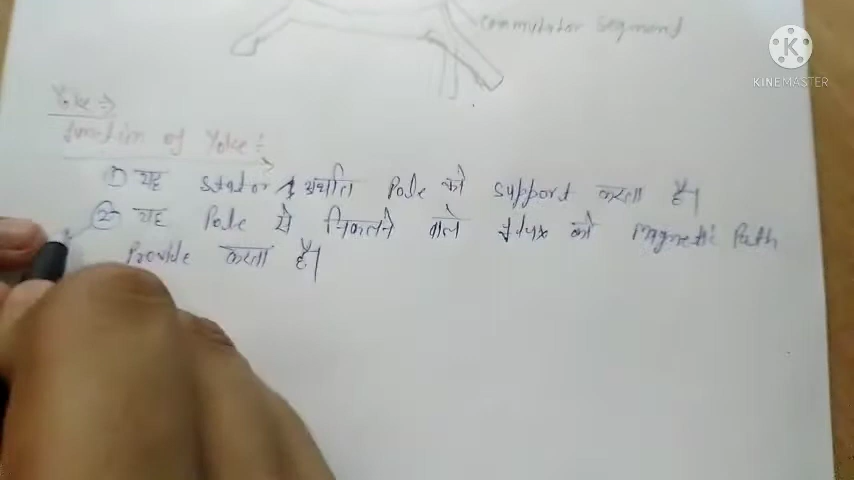 Commutator Segment
K
KINEMASTER
Yoke ⇒
function of Yoke ÷
① यह Stator अर्थात Pole को Support करता है।
② यह Pole से निकलने वाले flux को Magnetic Path
Provide करता है।